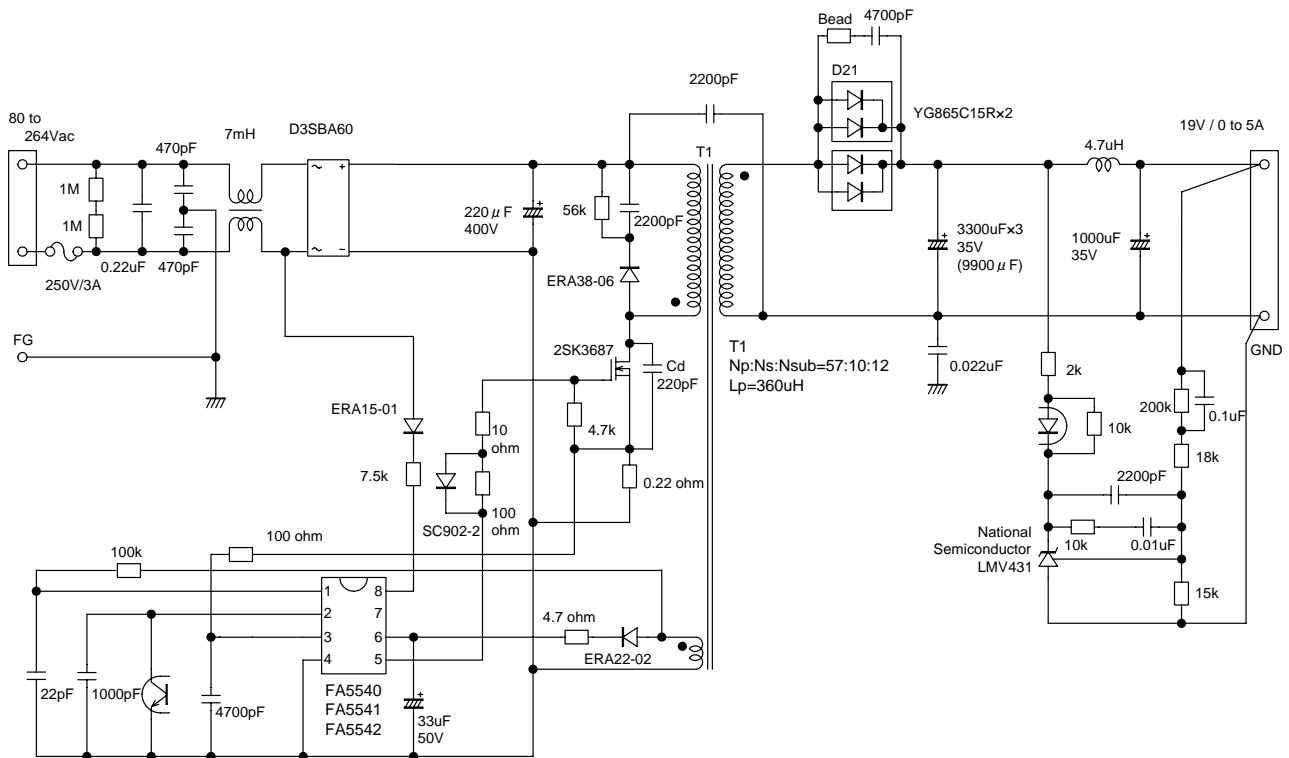 Bead
4700pF
D21
YG865C15R×2
2200pF
80 to
264Vac
7mH
D3SBA60
470pF
T1
19V / 0 to 5A
4.7uH
1M
1M
220μF
400V
56k
2200pF
3300uF×3
35V
(9900μF)
1000uF
35V
0.22uF
470pF
250V/3A
ERA38-06
FG
2SK3687
Cd
220pF
T1
Np:Ns:Nsub=57:10:12
Lp=360uH
0.022uF
GND
2k
ERA15-01
10
ohm
4.7k
10k
200k
0.1uF
18k
7.5k
0.22 ohm
2200pF
SC902-2
100
ohm
National
Semiconductor
LMV431
10k
0.01uF
100 ohm
100k
15k
1
2
3
4
8
7
6
5
4.7 ohm
ERA22-02
22pF
1000pF
4700pF
FA5540
FA5541
FA5542
33uF
50V
+
+
+
+
+
~
~
−